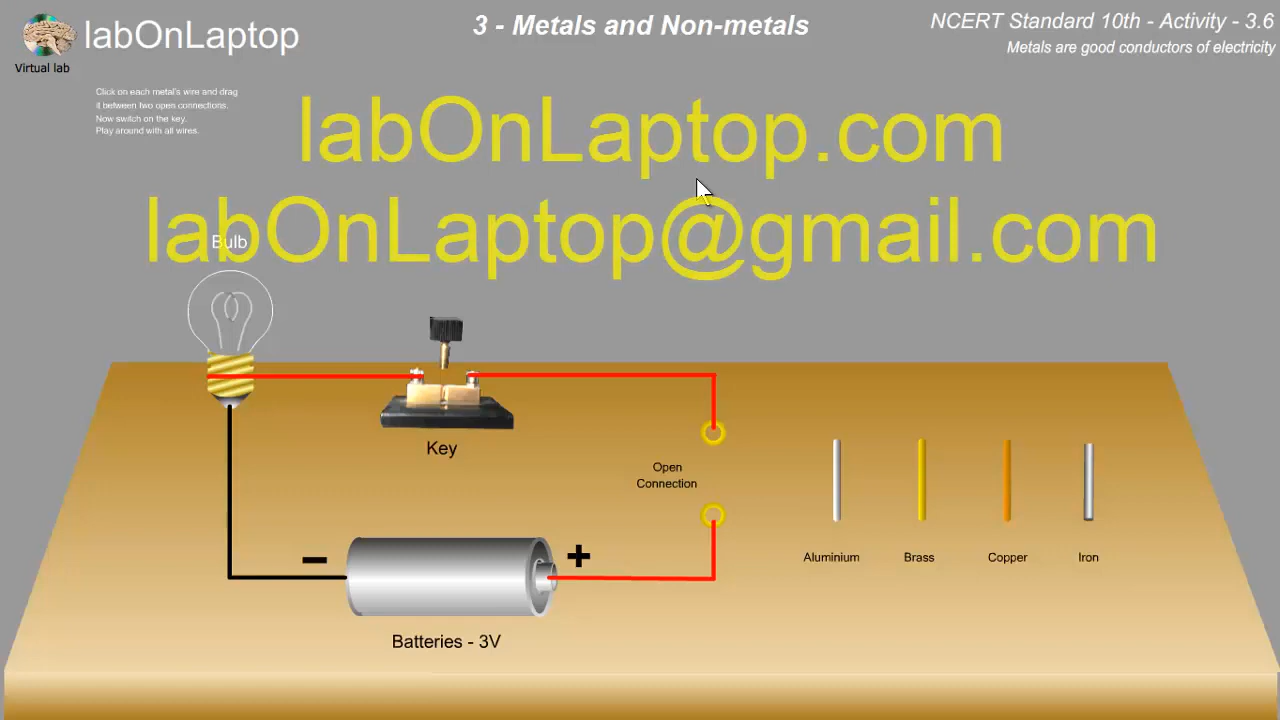 labOnLaptop
Virtual lab
3 - Metals and Non-metals
NCERT Standard 10th - Activity - 3.6
Metals are good conductors of electricity
Click on each metal's wire and drag
it between two open connections.
Now switch on the key.
Play around with all wires.
labOnLaptop.com
labOnLaptop@gmail.com
Bulb
Key
Open
Connection
Aluminium
Brass
Copper
Iron
−
+
Batteries - 3V